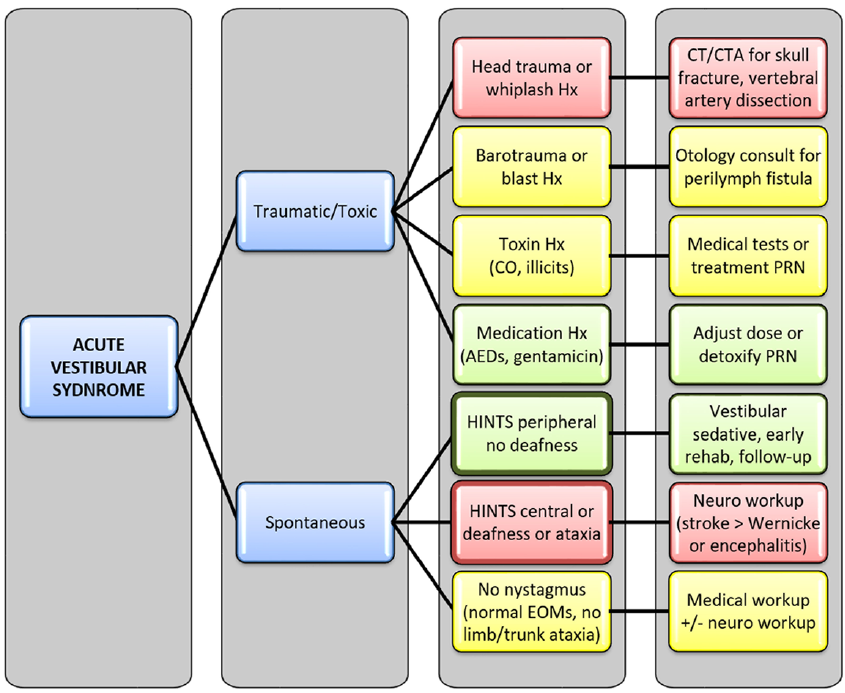 ACUTE
VESTIBULAR
SYDNROME
Traumatic/Toxic
Spontaneous
Head trauma or
whiplash Hx
Barotrauma or
blast Hx
Toxin Hx
(CO, illicits)
Medication Hx
(AEDs, gentamicin)
HINTS peripheral
no deafness
HINTS central or
deafness or ataxia
No nystagmus
(normal EOMs, no
limb/trunk ataxia)
CT/CTA for skull
fracture, vertebral
artery dissection
Otology consult for
perilymph fistula
Medical tests or
treatment PRN
Adjust dose or
detoxify PRN
Vestibular
sedative, early
rehab, follow-up
Neuro workup
(stroke > Wernicke
or encephalitis)
Medical workup
+/- neuro workup